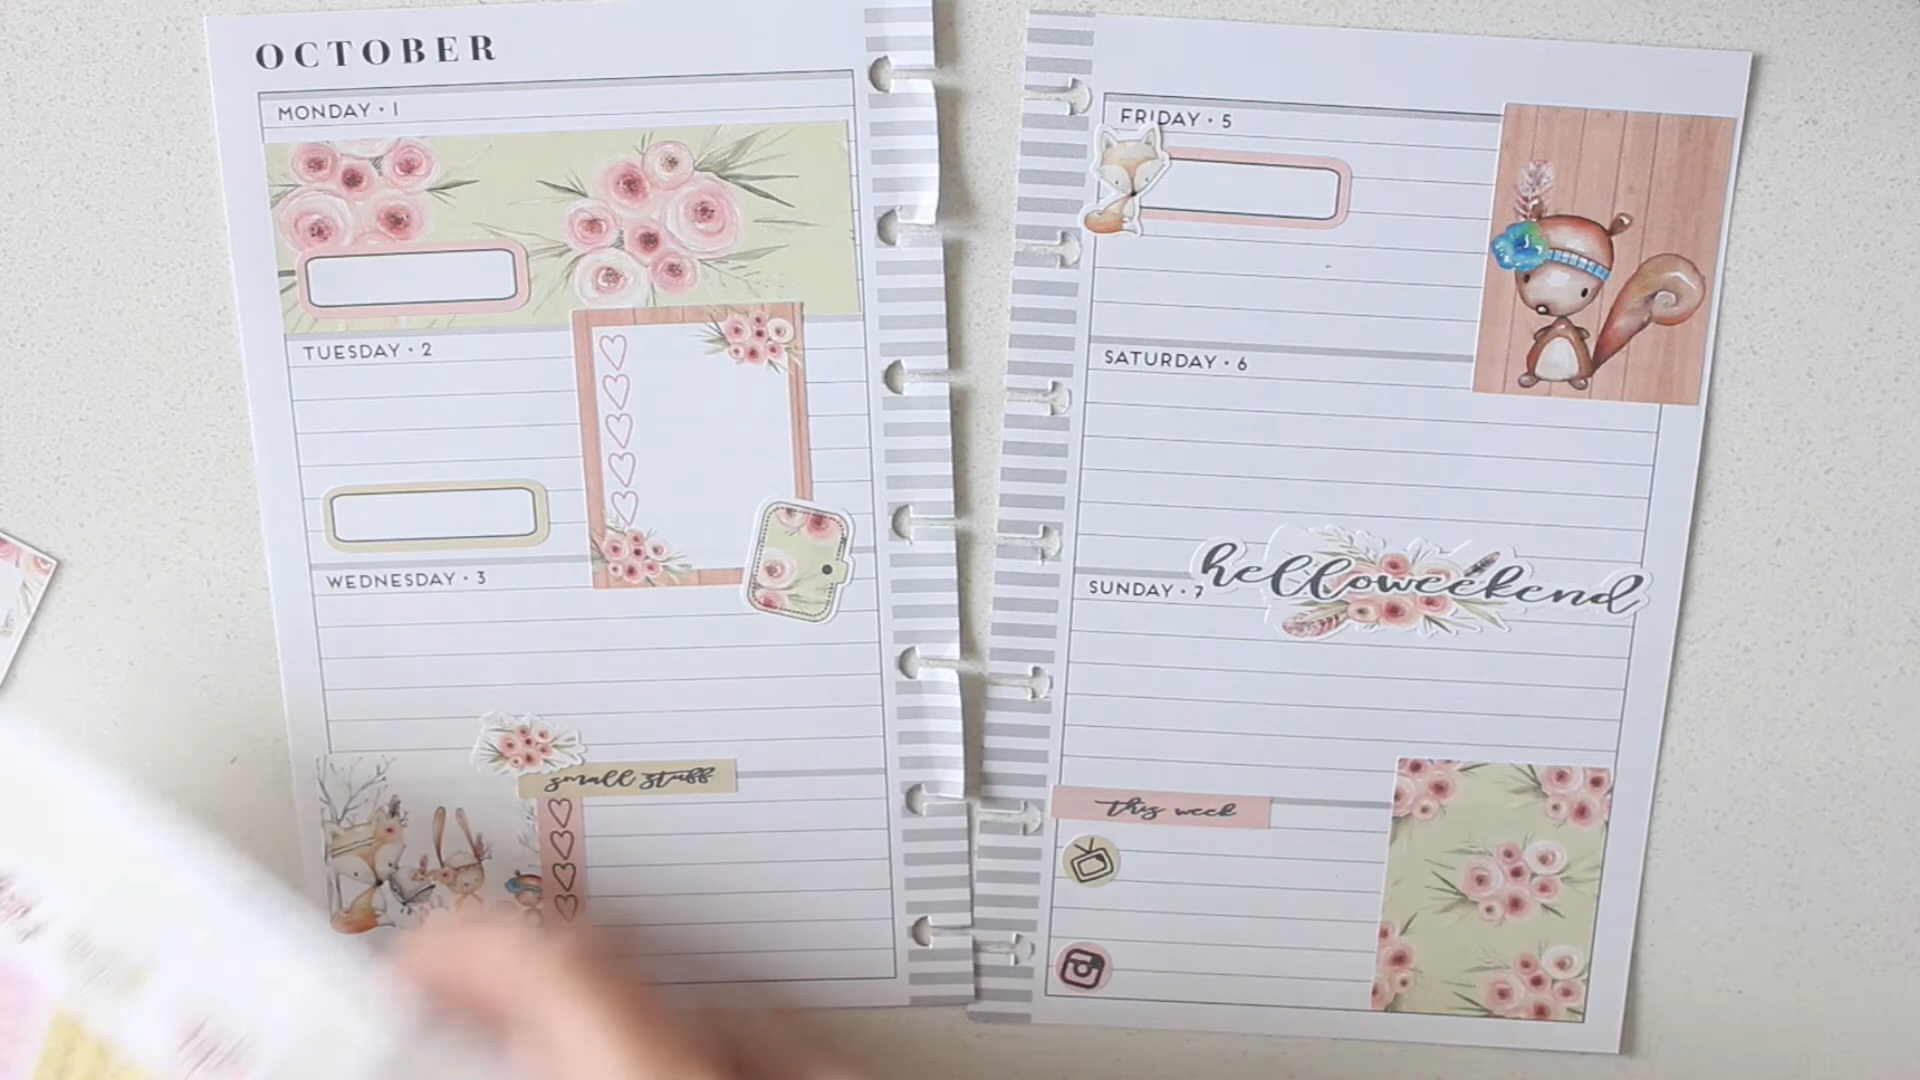 OCTOBER
MONDAY · 1
TUESDAY · 2
WEDNESDAY · 3
small stuff
FRIDAY · 5
SATURDAY · 6
SUNDAY · 7
helloweekend
this week